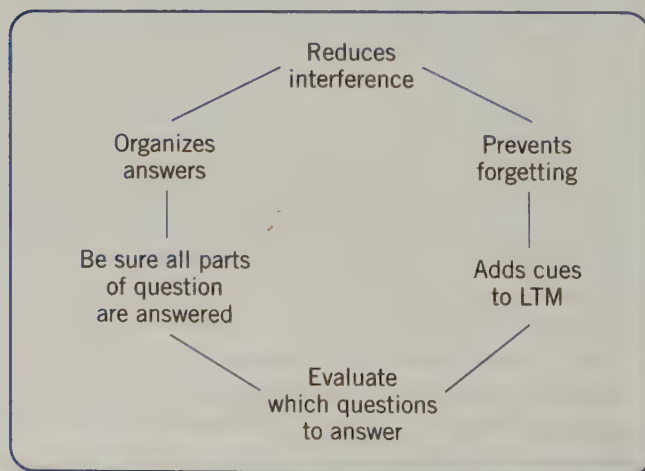 Reduces
interference
Organizes
answers
Prevents
forgetting
Be sure all parts
of question
are answered
Adds cues
to LTM
Evaluate
which questions
to answer